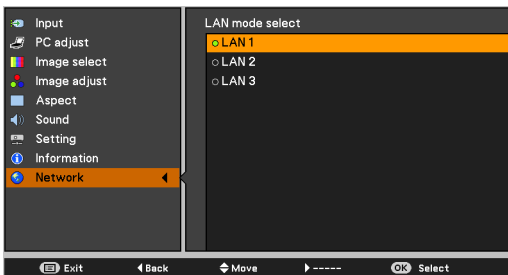 Input
PC adjust
Image select
Image adjust
Aspect
Sound
Setting
Information
Network
LAN mode select
LAN 1
LAN 2
LAN 3
Exit
Back
Move
-----
OK Select